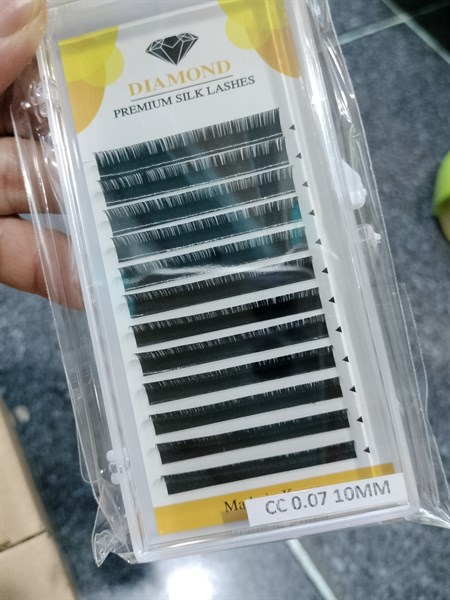 DIAMOND
PREMIUM SILK LASHES
CC 0.07 10MM